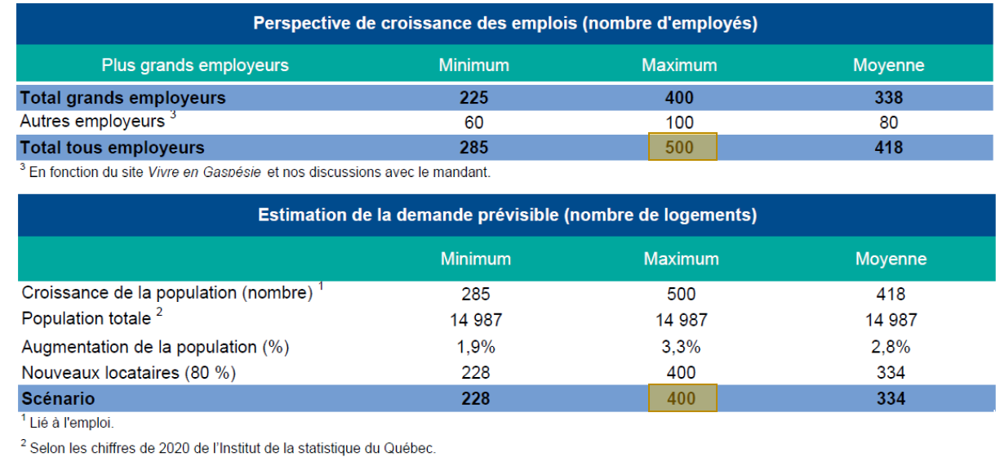 Perspective de croissance des emplois (nombre d'employés)
Plus grands employeurs Minimum Maximum Moyenne
Total grands employeurs 225 400 338
Autres employeurs 3 60 100 80
Total tous employeurs 285 500 418
3 En fonction du site Vivre en Gaspésie et nos discussions avec le mandant.
Estimation de la demande prévisible (nombre de logements)
Minimum Maximum Moyenne
Croissance de la population (nombre) 1 285 500 418
Population totale 2 14 987 14 987 14 987
Augmentation de la population (%) 1,9% 3,3% 2,8%
Nouveaux locataires (80 %) 228 400 334
Scénario 228 400 334
1 Lié à l'emploi.
2 Selon les chiffres de 2020 de l'Institut de la statistique du Québec.